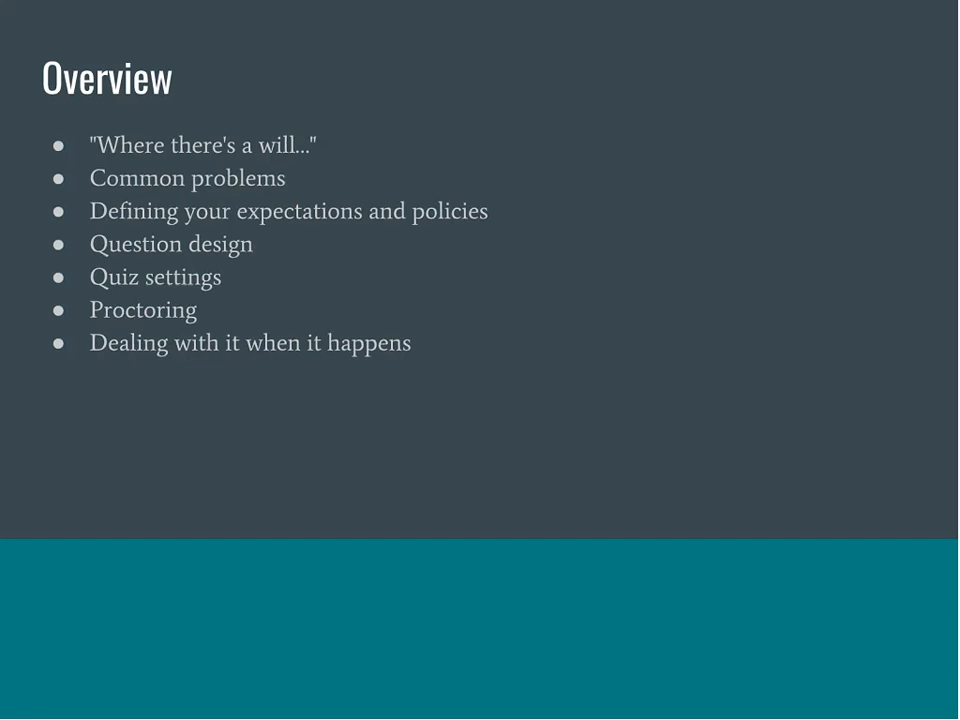 Overview
● "Where there's a will..."
● Common problems
● Defining your expectations and policies
● Question design
● Quiz settings
● Proctoring
● Dealing with it when it happens